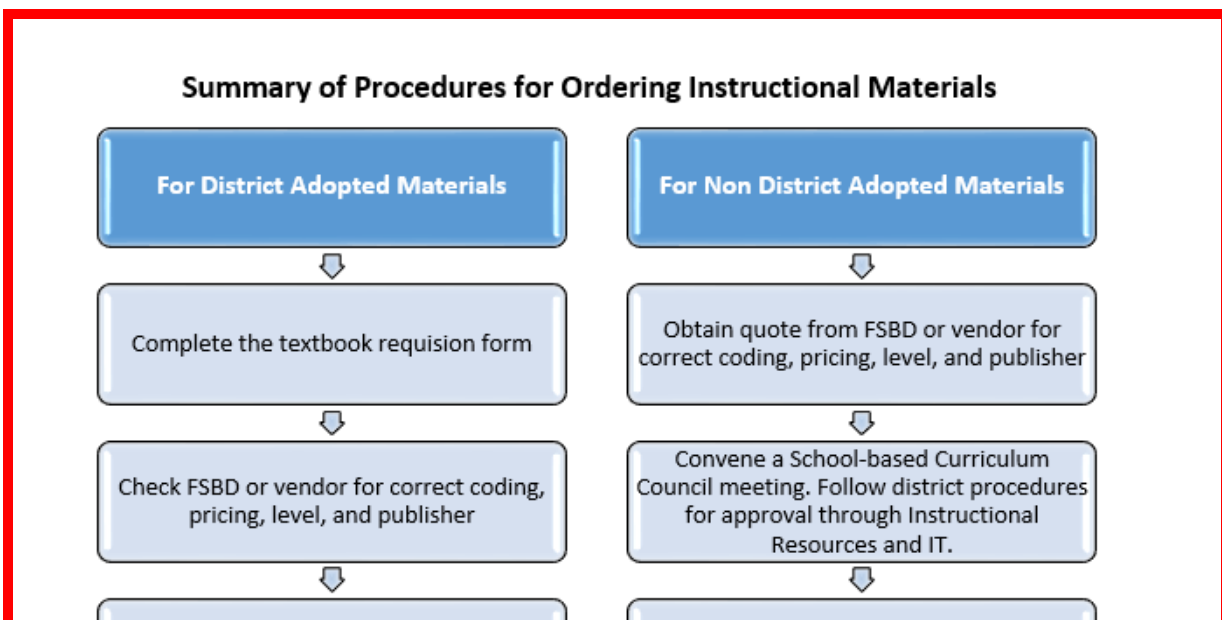 Summary of Procedures for Ordering Instructional Materials
For District Adopted Materials
Complete the textbook requision form
Check FSBD or vendor for correct coding,
pricing, level, and publisher
For Non District Adopted Materials
Obtain quote from FSBD or vendor for
correct coding, pricing, level, and publisher
Convene a School-based Curriculum
Council meeting. Follow district procedures
for approval through Instructional
Resources and IT.